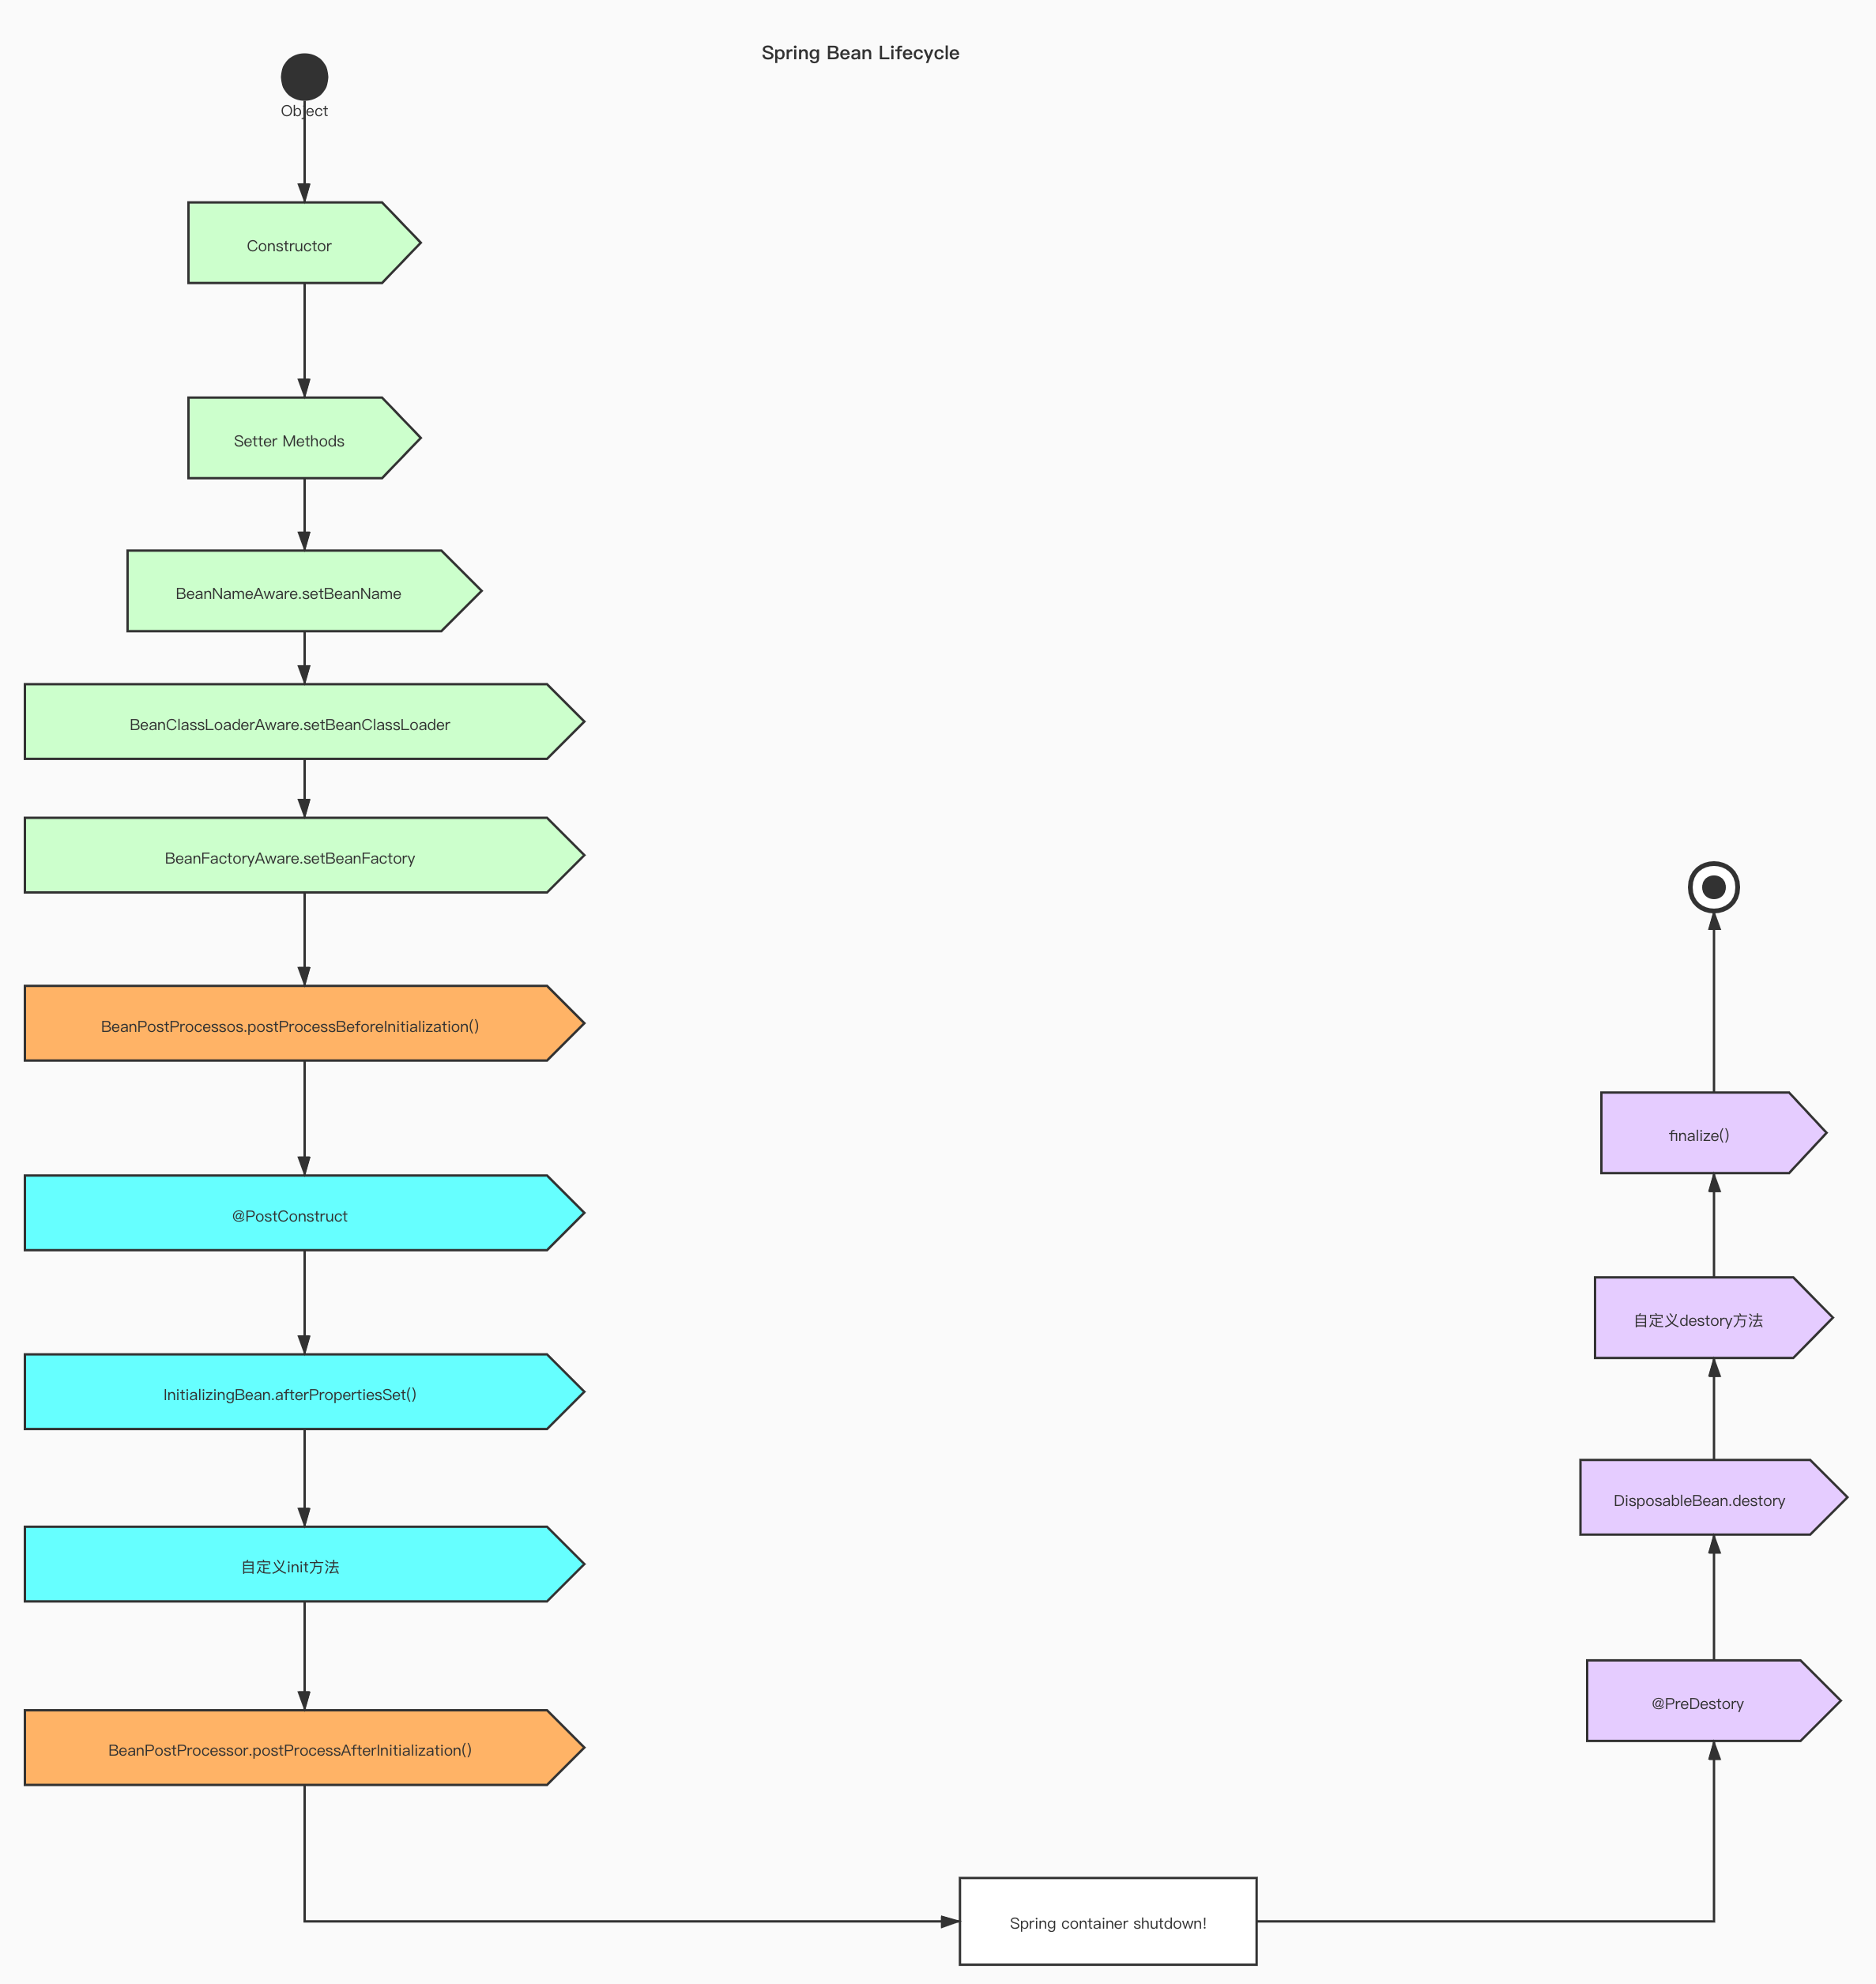 Spring Bean Lifecycle
Object
Constructor
Setter Methods
BeanNameAware.setBeanName
BeanClassLoaderAware.setBeanClassLoader
BeanFactoryAware.setBeanFactory
BeanPostProcessos.postProcessBeforeInitialization()
@PostConstruct
InitializingBean.afterPropertiesSet()
自定义init方法
BeanPostProcessor.postProcessAfterInitialization()
Spring container shutdown!
@PreDestory
DisposableBean.destory
自定义destory方法
finalize()